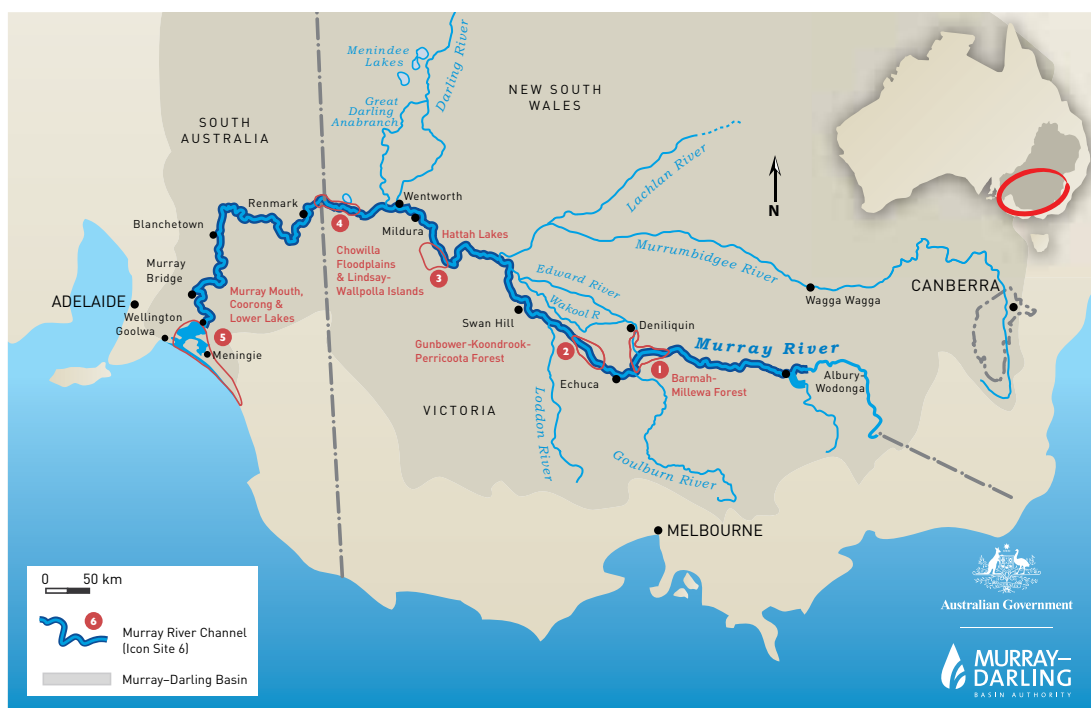 Menindee
Lakes
Darling River
Great
Darling
Anabranch
NEW SOUTH
WALES
SOUTH
AUSTRALIA
Lachlan River
N
Renmark
Wentworth
4
Mildura
Hattah Lakes
Blanchetown
Chowilla
Floodplains
& Lindsay-
Wallpolla Islands
3
Murrumbidgee River
Murray
Bridge
Edward River
Wakool R
Wagga Wagga
CANBERRA
ADELAIDE
Murray Mouth,
Coorong &
Lower Lakes
Wellington
Goolwa
5
Meningie
Swan Hill
Deniliquin
Gunbower-Koondrook-
Perricoota Forest
2
Murray River
1
Echuca
Barmah-
Millewa Forest
Albury-
Wodonga
VICTORIA
Loddon River
Goulburn River
MELBOURNE
0 50 km
6
Murray River Channel
(Icon Site 6)
Murray–Darling Basin
Australian Government
MURRAY–
DARLING
BASIN AUTHORITY